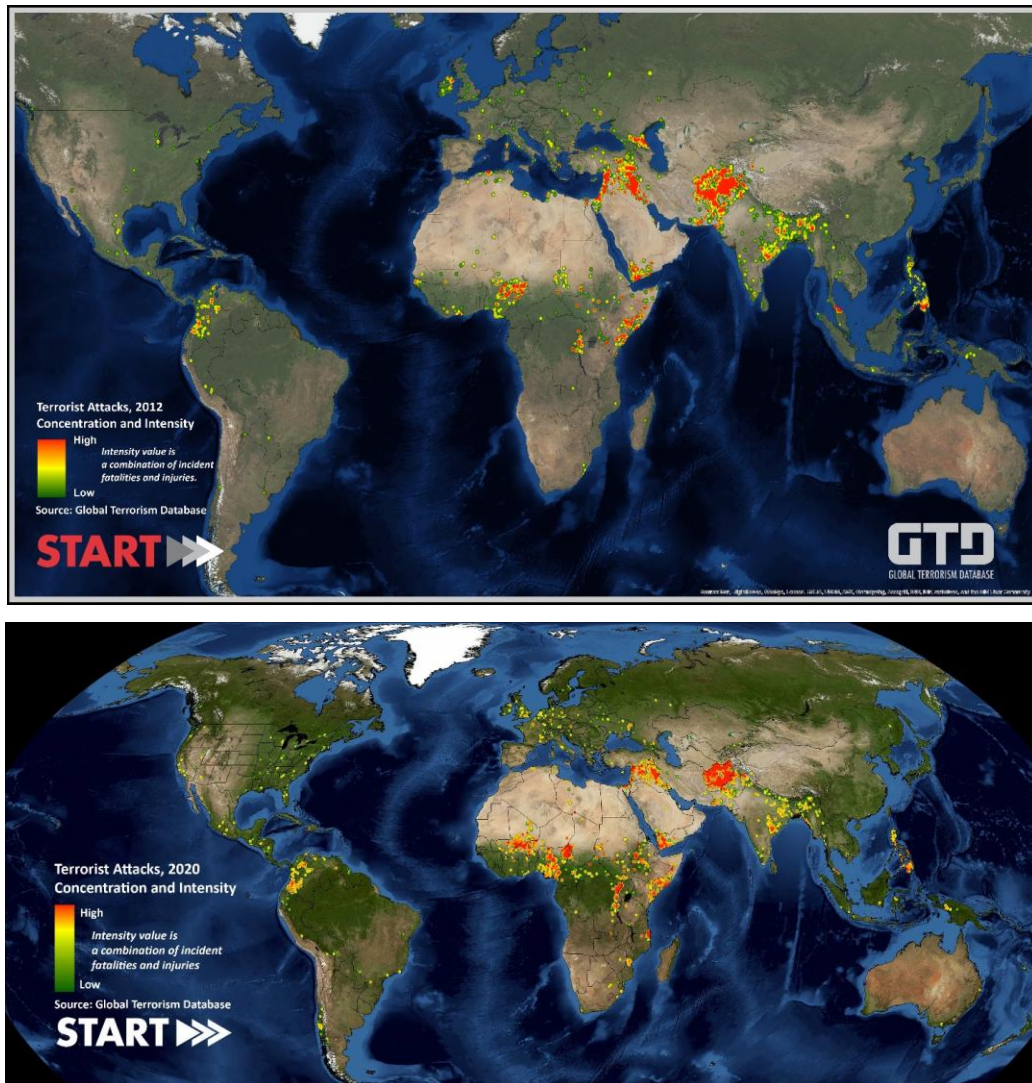 Terrorist Attacks, 2012
Concentration and Intensity
High
Intensity value is
a combination of incident
fatalities and injuries.
Low
Source: Global Terrorism Database
START
GTD
GLOBAL TERRORISM DATABASE
Terrorist Attacks, 2020
Concentration and Intensity
High
Intensity value is
a combination of incident
fatalities and injuries
Low
Source: Global Terrorism Database
START